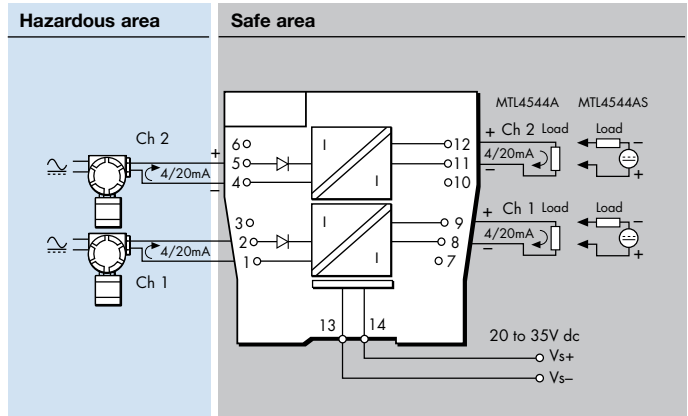 Hazardous area
Safe area
MTL4544A
MTL4544AS
Ch 2
+
6
5
4
–
4/20mA
I
I
12
11
10
+
Ch 2
Load
4/20mA
–
Load
–
+
3
2
1
4/20mA
Ch 1
I
I
9
8
7
+
Ch 1
Load
4/20mA
–
Load
–
+
13
14
20 to 35V dc
Vs+
Vs–